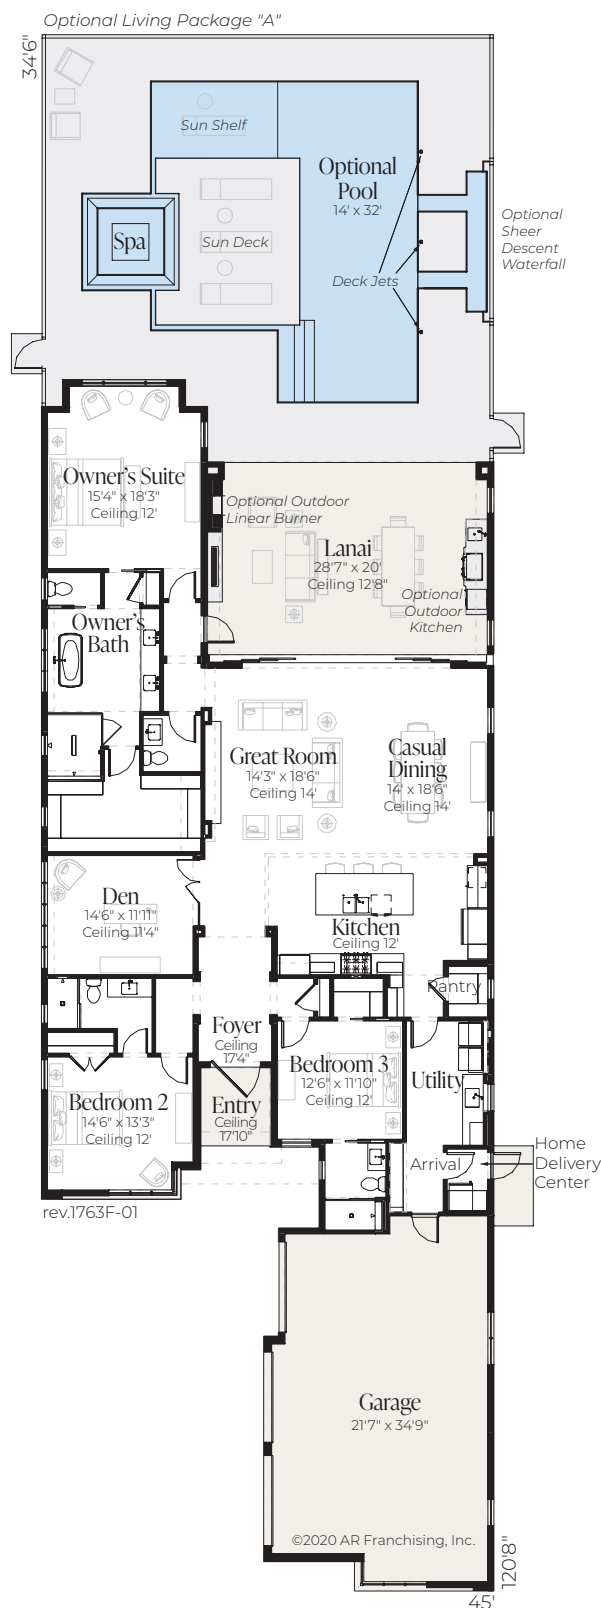 Optional Living Package "A"
34'6"
Sun Shelf
Optional
Pool
14' x 32'
Optional
Sheer
Descent
Waterfall
Spa
Sun Deck
Deck Jets
Owner's Suite
15'4" x 18'3"
Ceiling 12'
Optional Outdoor
Linear Burner
Lanai
28'7" x 20'
Ceiling 12'8"
Optional
Outdoor
Kitchen
Owner's
Bath
Great Room
14'3" x 18'6"
Ceiling 14'
Casual
Dining
14' x 18'6"
Ceiling 14'
Den
14'6" x 11'11"
Ceiling 11'4"
Kitchen
Ceiling 12'
Pantry
Foyer
Ceiling
17'4"
Bedroom 3
12'6" x 11'10"
Ceiling 12'
Utility
Bedroom 2
14'6" x 13'3"
Ceiling 12'
Entry
Ceiling
17'10"
Arrival
Home
Delivery
Center
rev.1763F-01
Garage
21'7" x 34'9"
©2020 AR Franchising, Inc.
120'8"
45'